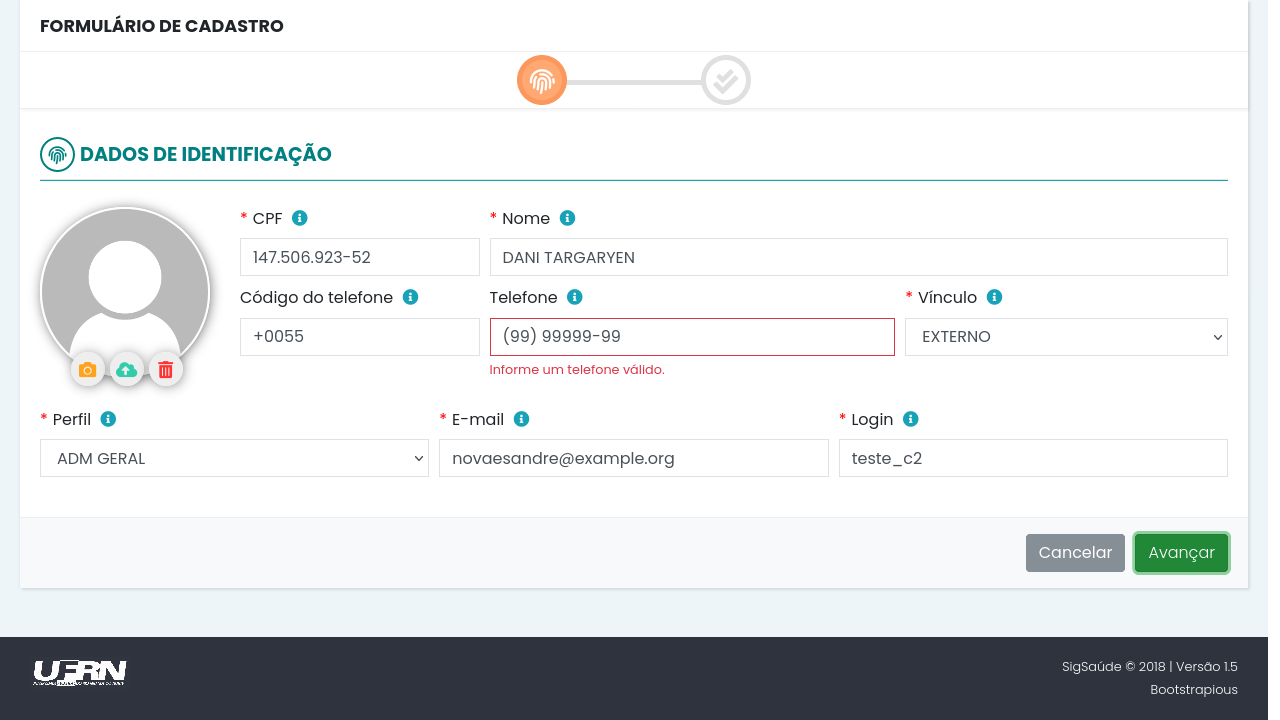 FORMULÁRIO DE CADASTRO
DADOS DE IDENTIFICAÇÃO
* CPF
* Nome
147.506.923-52
DANI TARGARYEN
Código do telefone
Telefone
* Vínculo
+0055
(99) 99999-99
EXTERNO
Informe um telefone válido.
* Perfil
* E-mail
* Login
ADM GERAL
novaesandre@example.org
teste_c2
Cancelar
Avançar
UFRN
SigSaúde © 2018 | Versão 1.5
Bootstrapious